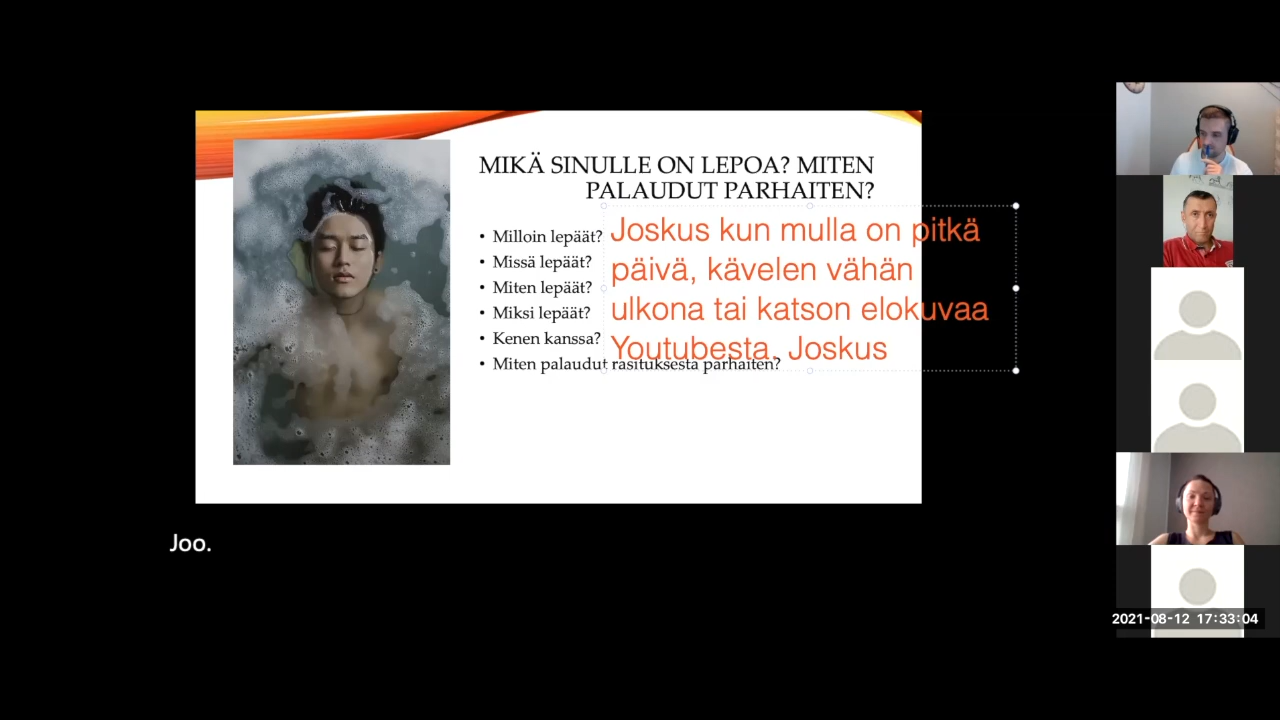 MIKÄ SINULLE ON LEPOA? MITEN
PALAUDUT PARHAITEN?
• Milloin lepäät?
• Missä lepäät?
• Miten lepäät?
• Miksi lepäät?
• Kenen kanssa?
• Miten palaudut rasituksesta parhaiten?
Joskus kun mulla on pitkä
päivä, kävelen vähän
ulkona tai katson elokuvaa
Youtubesta. Joskus
Joo.
2021-08-12 17:33:04